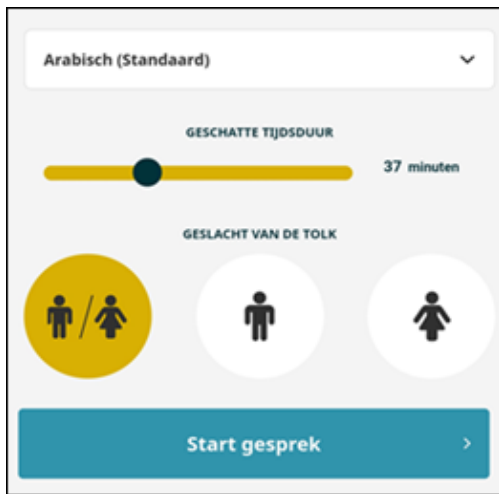 Arabisch (Standaard)
GESCHATTE TIJDSDUUR
37 minuten
GESLACHT VAN DE TOLK
Start gesprek